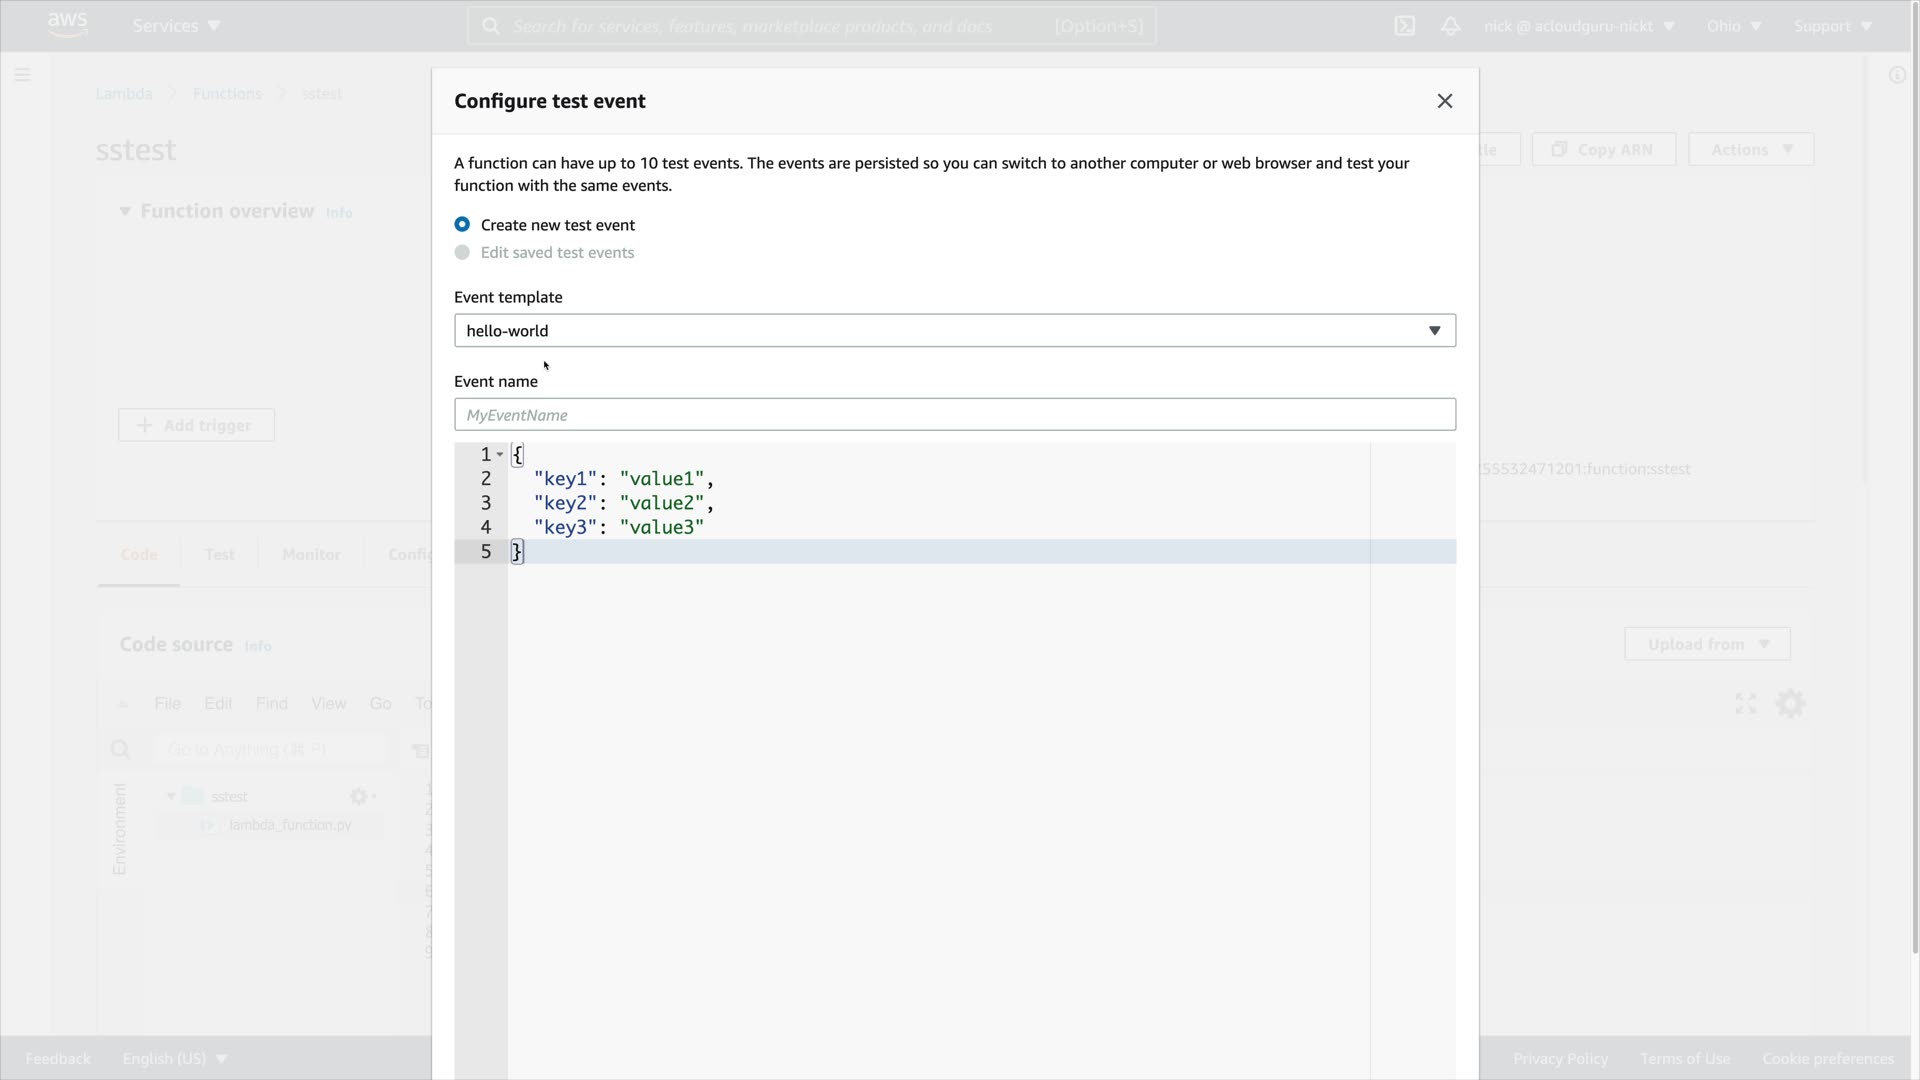 aws
Services
Search for services, features, marketplace products, and docs
[Option+S]
nick @ acloudguru-nickt
Ohio
Support
Lambda
Functions
sstest
sstest
Copy ARN
Actions
Function overview Info
Add trigger
255532471201:function:sstest
Code
Test
Monitor
Code source Info
Upload from
File
Edit
Find
View
Go
Go to Anything (⌘ P)
Environment
sstest
lambda_function.py
Configure test event
A function can have up to 10 test events. The events are persisted so you can switch to another computer or web browser and test your
function with the same events.
Create new test event
Edit saved test events
Event template
hello-world
Event name
MyEventName
1 {
2 "key1": "value1",
3 "key2": "value2",
4 "key3": "value3"
5 }
Feedback
English (US)
Privacy Policy
Terms of Use
Cookie preferences